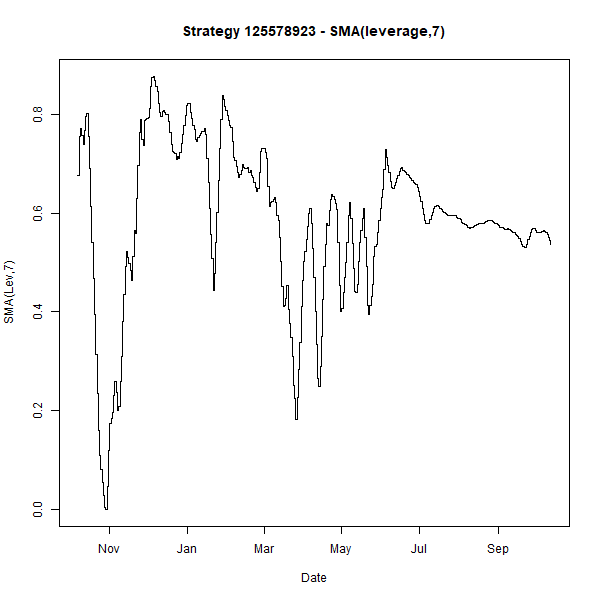 Strategy 125578923 - SMA(leverage,7)
SMA(Lev,7)
0.8
0.6
0.4
0.2
0.0
Nov Jan Mar May Jul Sep
Date